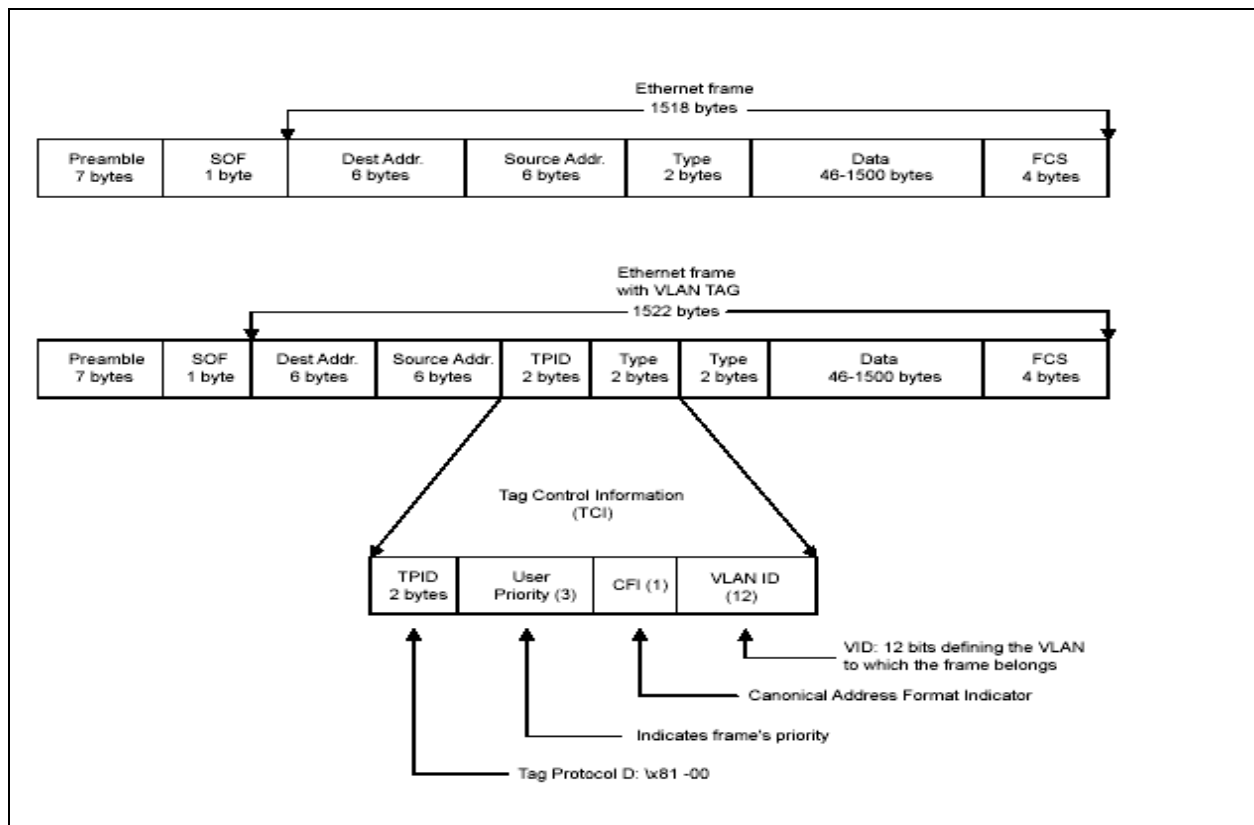 Ethernet frame
1518 bytes
Preamble
7 bytes
SOF
1 byte
Dest Addr.
6 bytes
Source Addr.
6 bytes
Type
2 bytes
Data
46-1500 bytes
FCS
4 bytes
Ethernet frame
with VLAN TAG
1522 bytes
Preamble
7 bytes
SOF
1 byte
Dest Addr.
6 bytes
Source Addr.
6 bytes
TPID
2 bytes
Type
2 bytes
Type
2 bytes
Data
46-1500 bytes
FCS
4 bytes
Tag Control Information
(TCI)
TPID
2 bytes
User
Priority (3)
CFI (1)
VLAN ID
(12)
VID: 12 bits defining the VLAN
to which the frame belongs
Canonical Address Format Indicator
Indicates frame's priority
Tag Protocol D: \x81 -00